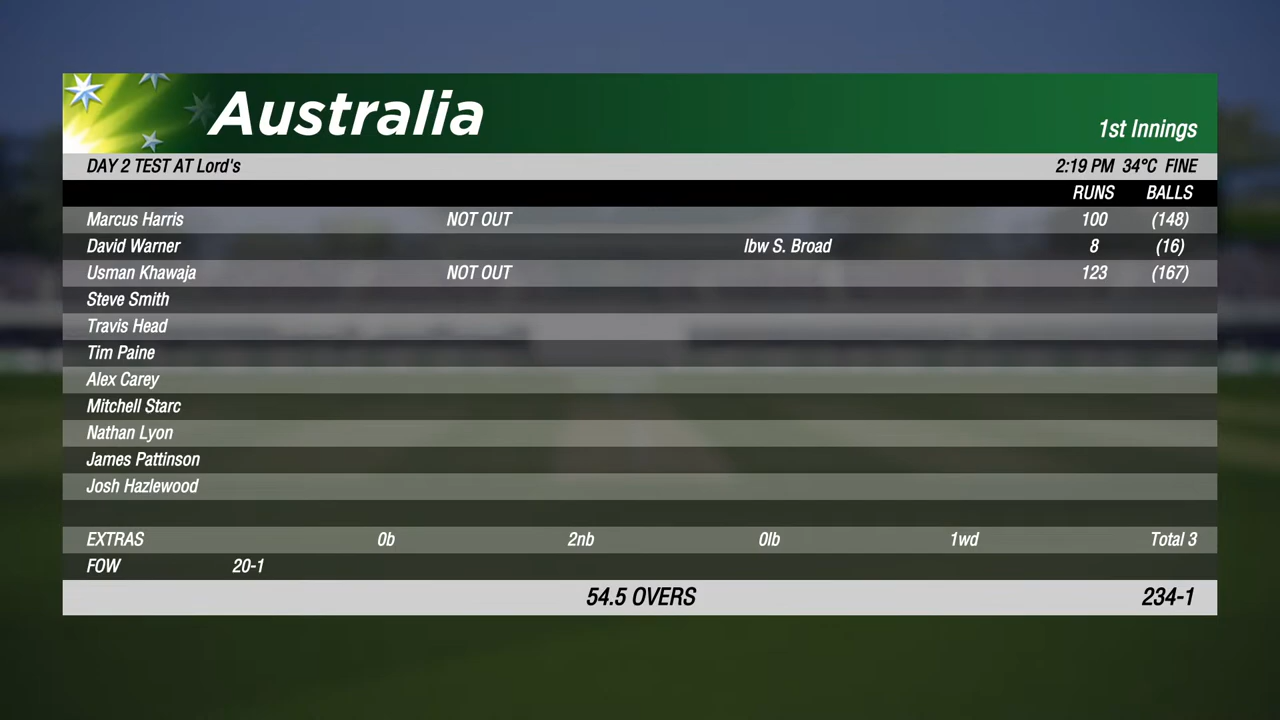 Australia
1st Innings
DAY 2 TEST AT Lord's 2:19 PM 34°C FINE
RUNS BALLS
Marcus Harris NOT OUT 100 (148)
David Warner lbw S. Broad 8 (16)
Usman Khawaja NOT OUT 123 (167)
Steve Smith
Travis Head
Tim Paine
Alex Carey
Mitchell Starc
Nathan Lyon
James Pattinson
Josh Hazlewood
EXTRAS 0b 2nb 0lb 1wd Total 3
FOW 20-1
54.5 OVERS 234-1